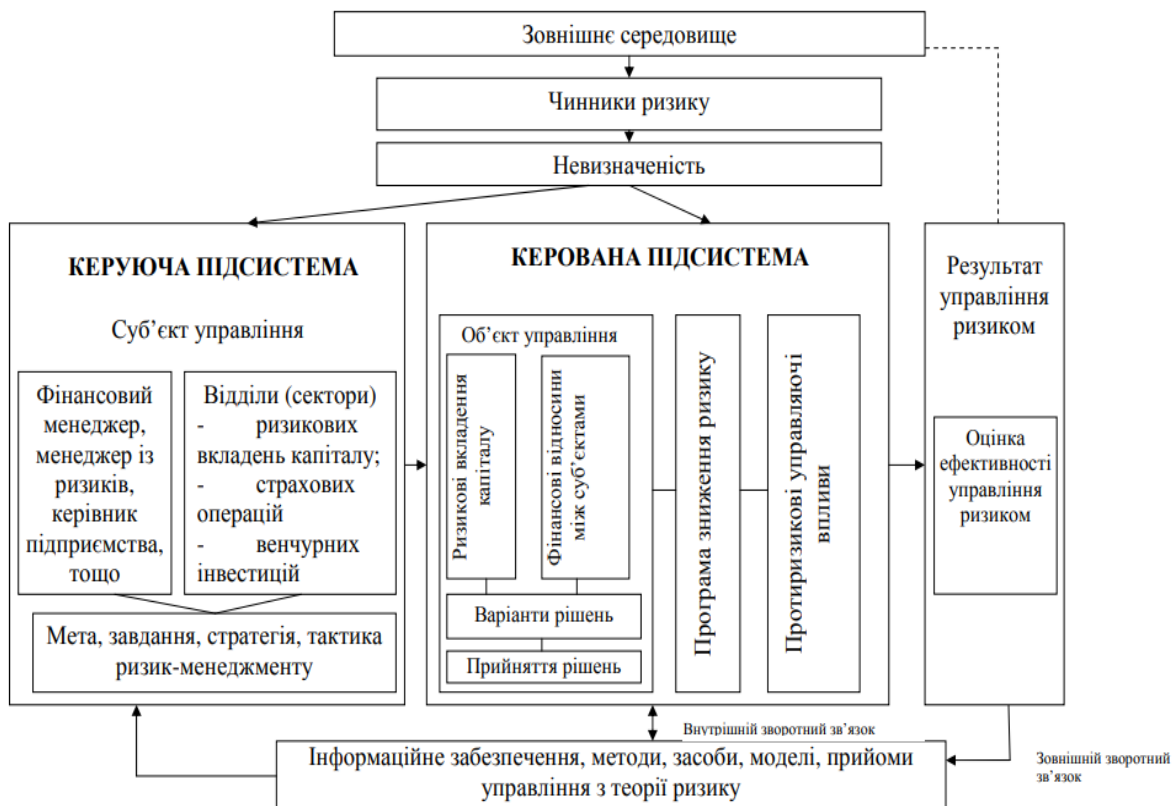 Зовнішнє середовище
Чинники ризику
Невизначеність
КЕРУЮЧА ПІДСИСТЕМА
Суб’єкт управління
Фінансовий
менеджер,
менеджер із
ризиків,
керівник
підприємства,
тощо
Відділи (сектори)
- ризикових
вкладень капіталу;
- страхових
операцій
- венчурних
інвестицій
Мета, завдання, стратегія, тактика
ризик-менеджменту
КЕРОВАНА ПІДСИСТЕМА
Об’єкт управління
Ризикові вкладення
капіталу
Фінансові відносини
між суб’єктами
Варіанти рішень
Прийняття рішень
Програма зниження ризику
Протиризикові управляючі
впливи
Результат
управління
ризиком
Оцінка
ефективності
управління
ризиком
Внутрішній зворотний зв’язок
Інформаційне забезпечення, методи, засоби, моделі, прийоми
управління з теорії ризику
Зовнішній зворотний
зв’язок